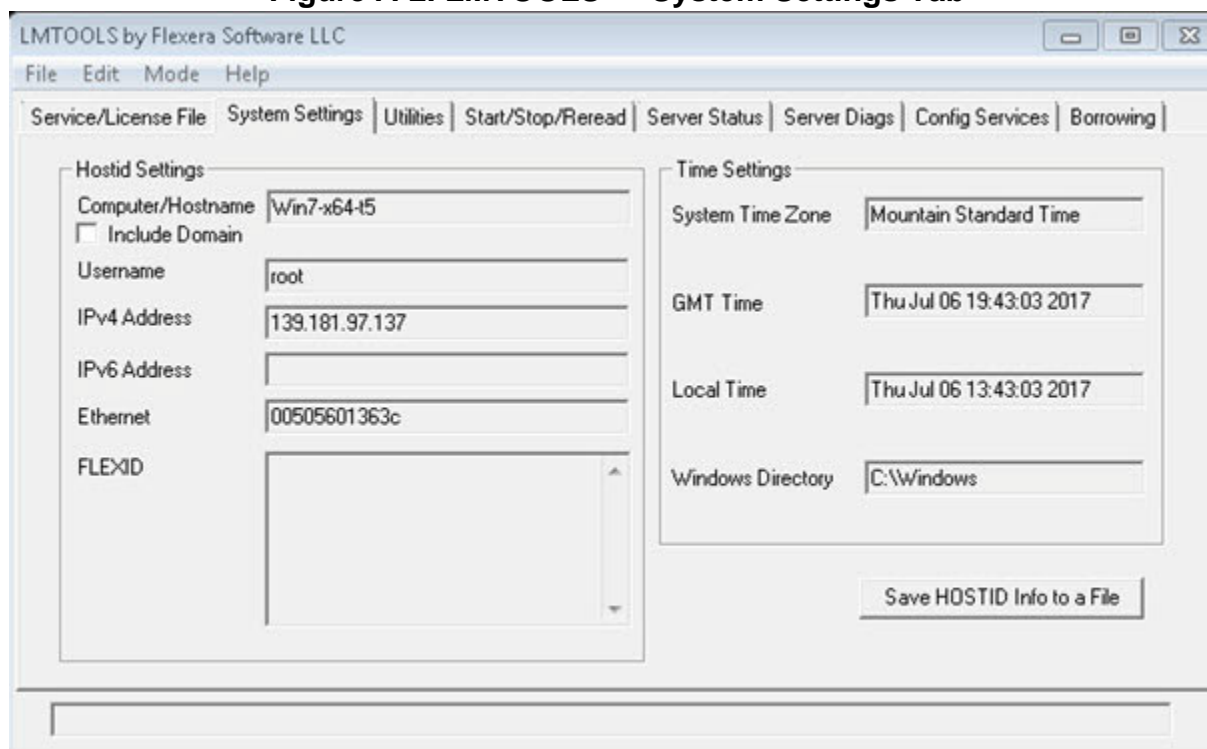 LMTOOLS by Flexera Software LLC
File Edit Mode Help
Service/License File System Settings Utilities Start/Stop/Reread Server Status Server Diags Config Services Borrowing
Hostid Settings
Computer/Hostname Win7-x64-t5
Include Domain
Username root
IPv4 Address 139.181.97.137
IPv6 Address
Ethernet 00505601363c
FLEXID
Time Settings
System Time Zone Mountain Standard Time
GMT Time Thu Jul 06 19:43:03 2017
Local Time Thu Jul 06 13:43:03 2017
Windows Directory C:\Windows
Save HOSTID Info to a File